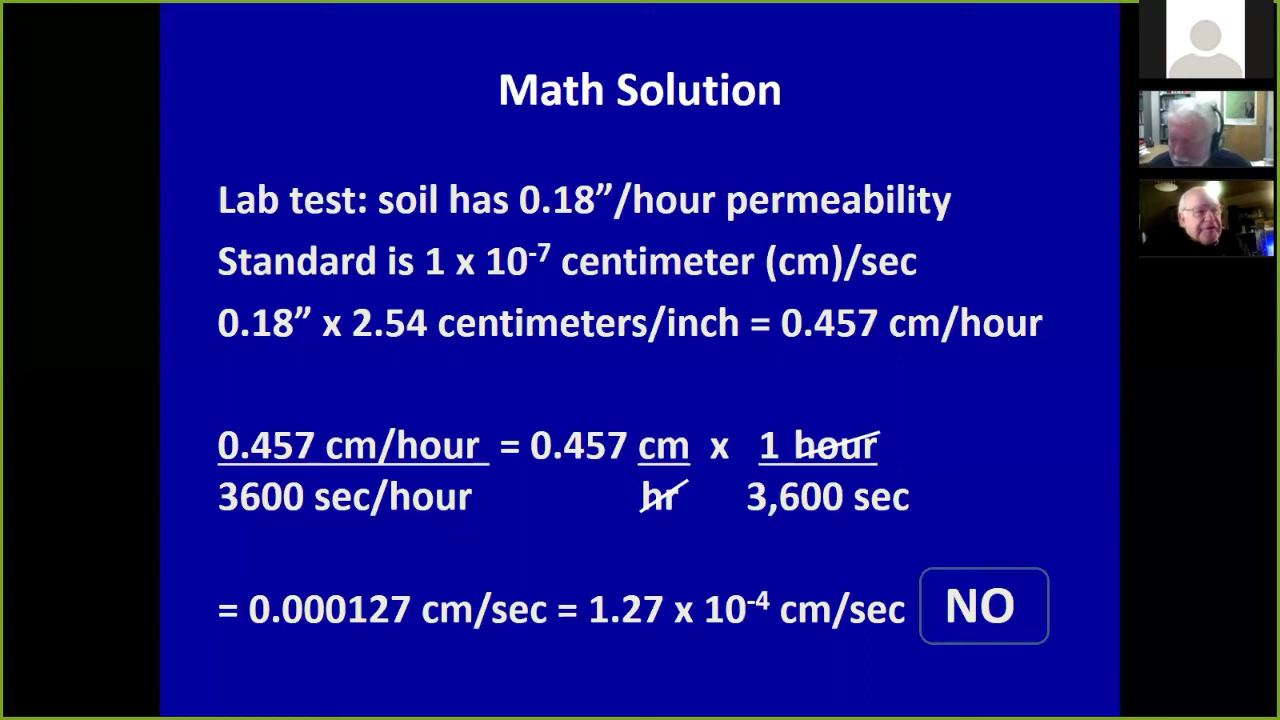 Math Solution
Lab test: soil has 0.18”/hour permeability
Standard is 1 x 10⁻⁷ centimeter (cm)/sec
0.18” x 2.54 centimeters/inch = 0.457 cm/hour
0.457 cm/hour = 0.457 cm x 1 hour
3600 sec/hour hr 3,600 sec
= 0.000127 cm/sec = 1.27 x 10⁻⁴ cm/sec NO